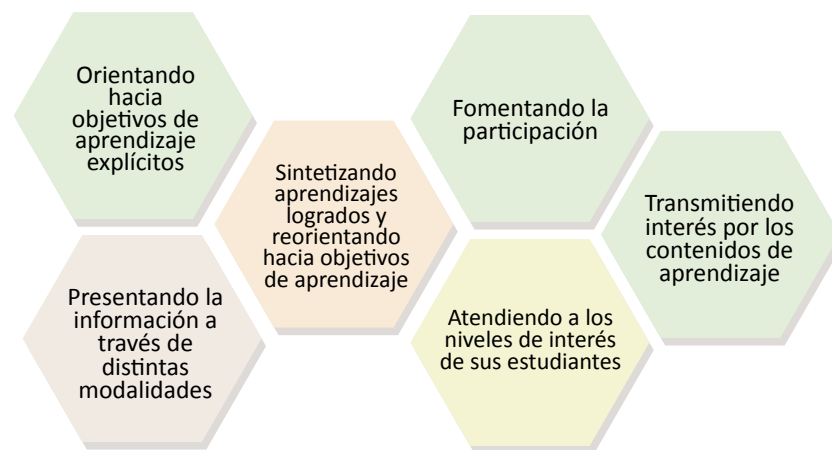 Orientando
hacia
objetivos de
aprendizaje
explícitos
Fomentando la
participación
Sintetizando
aprendizajes
logrados y
reorientando
hacia objetivos
de aprendizaje
Transmitiendo
interés por los
contenidos de
aprendizaje
Presentando la
información a
través de
distintas
modalidades
Atendiendo a los
niveles de interés
de sus estudiantes